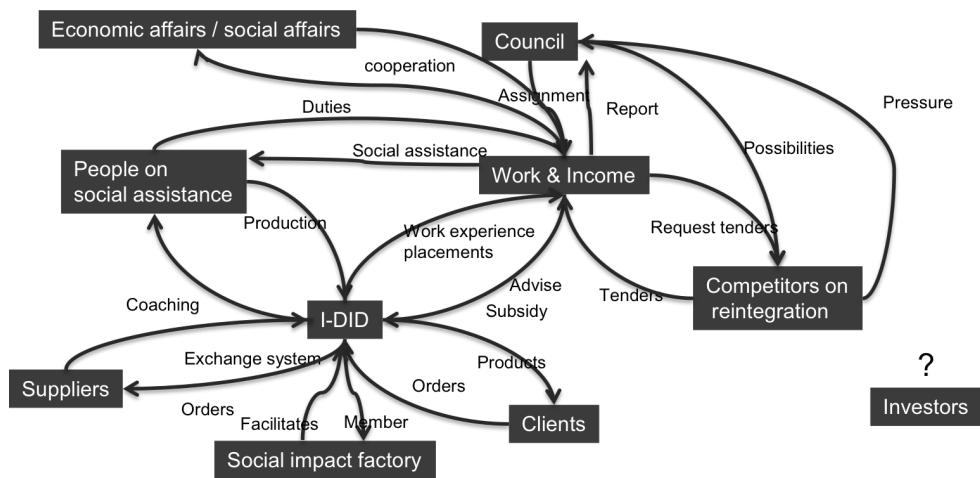 Economic affairs / social affairs
Council
cooperation
Assignment
Report
Pressure
Duties
Social assistance
Possibilities
People on
social assistance
Work & Income
Production
Work experience
placements
Request tenders
Coaching
Advise
Tenders
Competitors on
reintegration
I-DID
Subsidy
Exchange system
Products
?
Suppliers
Orders
Orders
Investors
Facilitates
Member
Clients
Social impact factory